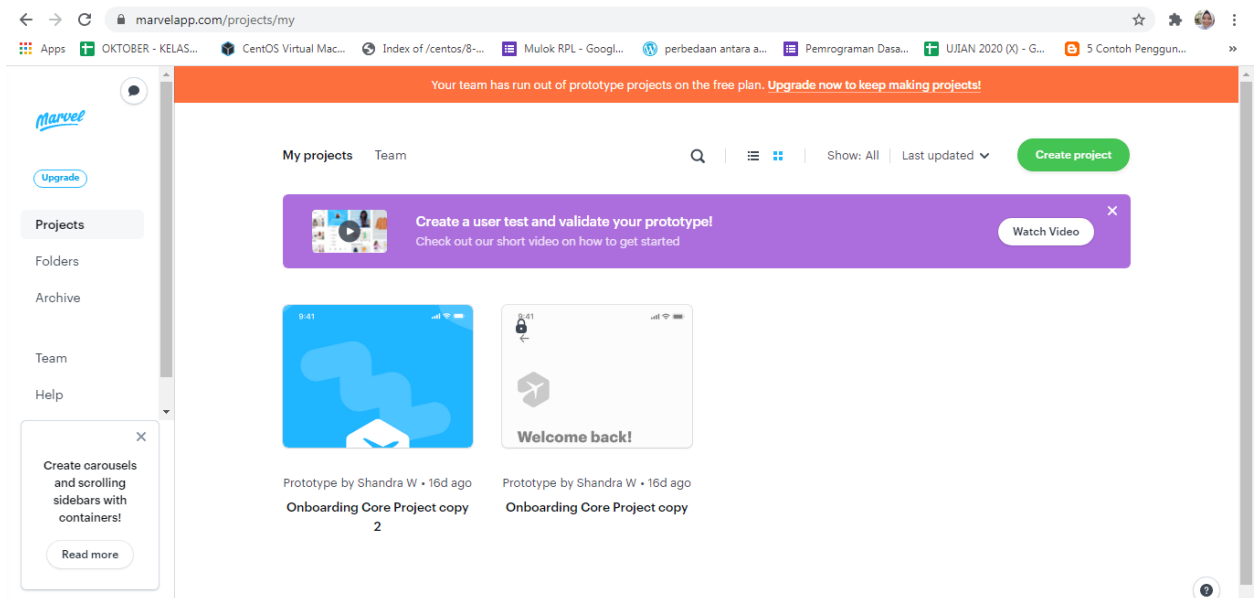 marvelapp.com/projects/my
Apps
OKTOBER - KELAS...
CentOS Virtual Mac...
Index of /centos/8-...
Mulok RPL - Googl...
perbedaan antara a...
Pemrograman Dasa...
UJIAN 2020 (X) - G...
5 Contoh Penggun...
»
Your team has run out of prototype projects on the free plan. Upgrade now to keep making projects!
Marvel
Upgrade
Projects
Folders
Archive
Team
Help
Create carousels
and scrolling
sidebars with
containers!
Read more
My projects
Team
Show: All
Last updated
Create project
Create a user test and validate your prototype!
Check out our short video on how to get started
Watch Video
9:41
9:41
Welcome back!
Prototype by Shandra W • 16d ago
Onboarding Core Project copy
2
Prototype by Shandra W • 16d ago
Onboarding Core Project copy
?